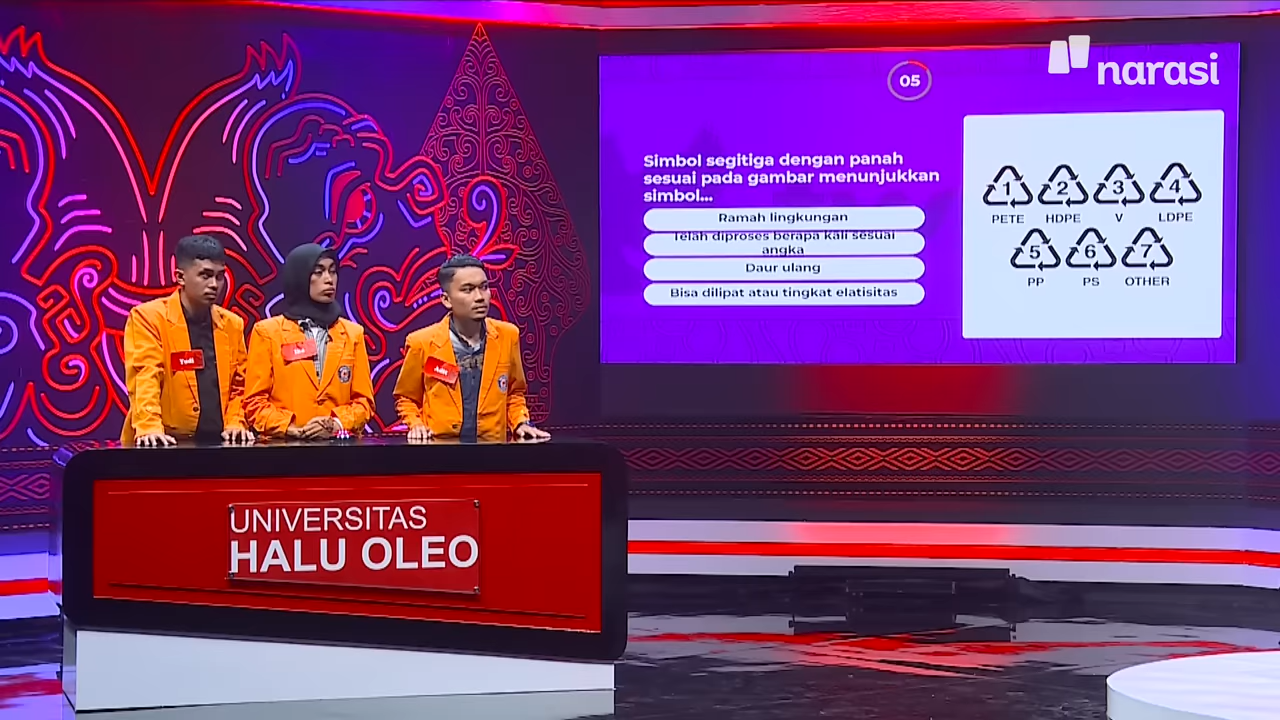 narasi
05
Simbol segitiga dengan panah
sesuai pada gambar menunjukkan
simbol...
Ramah lingkungan
Telah diproses berapa kali sesuai
angka
Daur ulang
Bisa dilipat atau tingkat elatisitas
1 2 3 4
PETE HDPE V LDPE
5 6 7
PP PS OTHER
Yudi
Adit
UNIVERSITAS
HALU OLEO